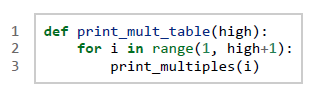 1 def print_mult_table(high):
2     for i in range(1, high+1):
3         print_multiples(i)